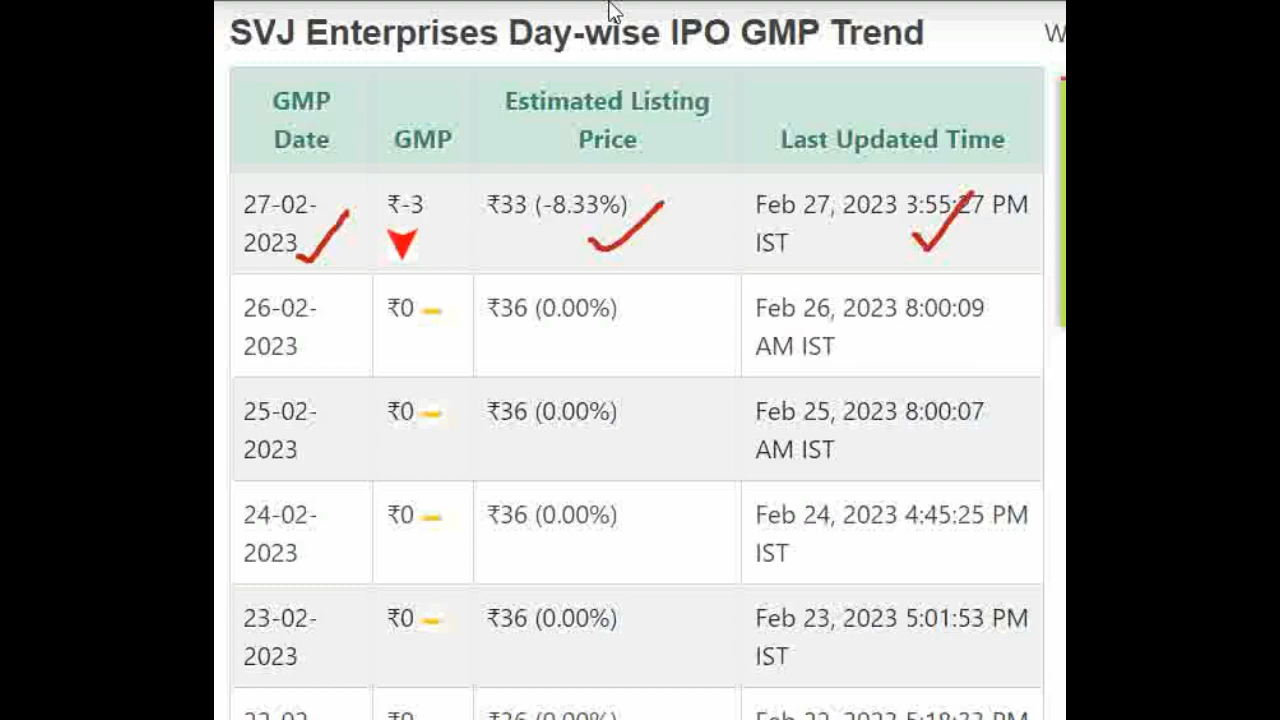 SVJ Enterprises Day-wise IPO GMP Trend
W
GMP Date GMP Estimated Listing Price Last Updated Time
27-02-2023 ₹-3 ₹33 (-8.33%) Feb 27, 2023 3:55:27 PM IST
26-02-2023 ₹0 ₹36 (0.00%) Feb 26, 2023 8:00:09 AM IST
25-02-2023 ₹0 ₹36 (0.00%) Feb 25, 2023 8:00:07 AM IST
24-02-2023 ₹0 ₹36 (0.00%) Feb 24, 2023 4:45:25 PM IST
23-02-2023 ₹0 ₹36 (0.00%) Feb 23, 2023 5:01:53 PM IST